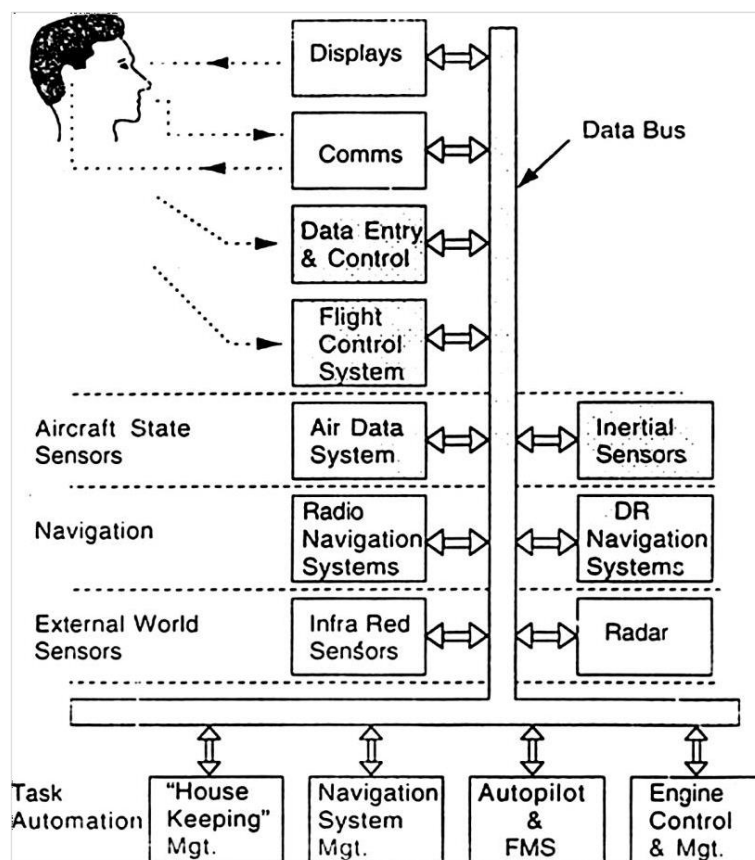 Displays
Comms
Data Bus
Data Entry
& Control
Flight
Control
System
Aircraft State
Sensors
Air Data
System
Inertial
Sensors
Navigation
Radio
Navigation
Systems
DR
Navigation
Systems
External World
Sensors
Infra Red
Sensors
Radar
Task
Automation
"House
Keeping"
Mgt.
Navigation
System
Mgt.
Autopilot
&
FMS
Engine
Control
& Mgt.